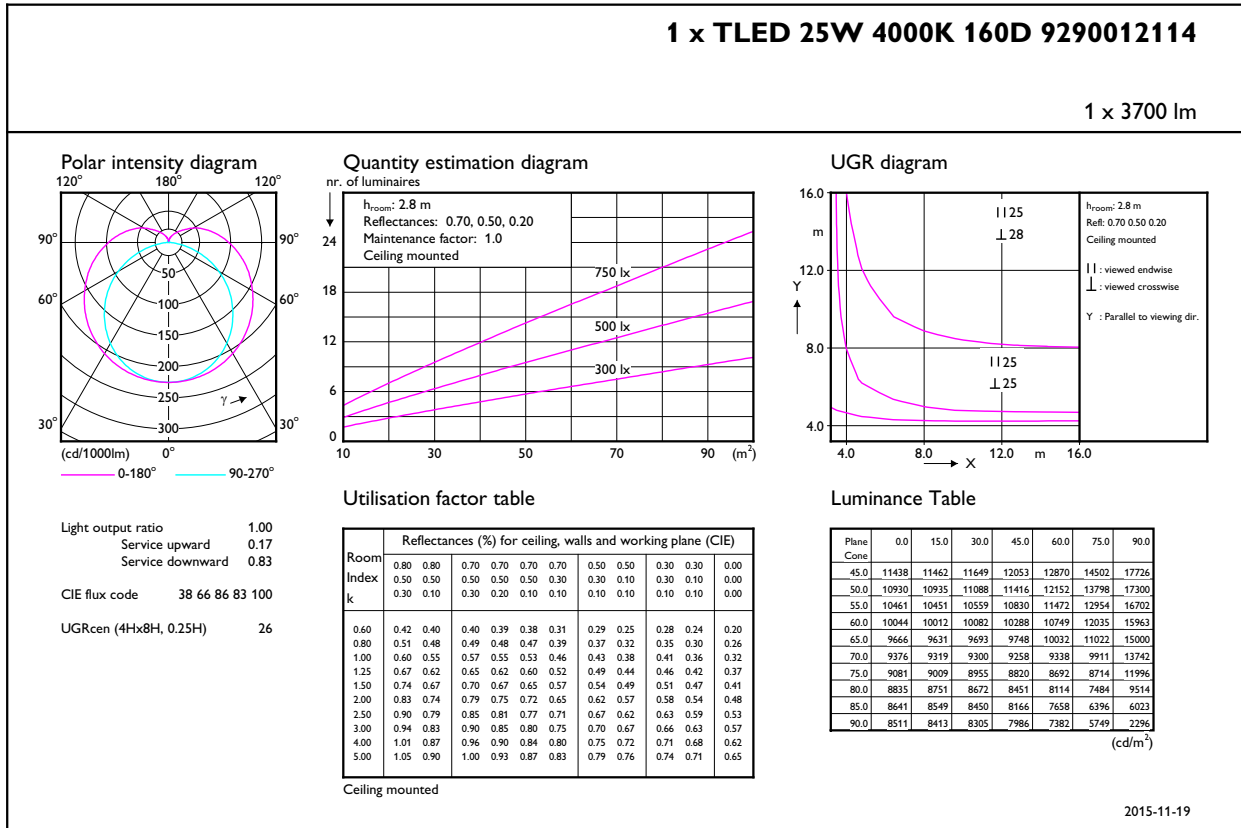 1 x TLED 25W 4000K 160D 9290012114
1 x 3700 lm
Polar intensity diagram
120° 180° 120°
90° 90°
60° 60°
30° 30°
50
100
150
200
250
300
γ
(cd/1000lm) 0°
0-180° 90-270°
Light output ratio 1.00
Service upward 0.17
Service downward 0.83
CIE flux code 38 66 86 83 100
UGRcen (4Hx8H, 0.25H) 26
Quantity estimation diagram
nr. of luminaires
hroom: 2.8 m
Reflectances: 0.70, 0.50, 0.20
Maintenance factor: 1.0
Ceiling mounted
24
18
12
6
0
750 lx
500 lx
300 lx
10 30 50 70 90 (m²)
UGR diagram
16.0
m
12.0
Y
8.0
4.0
||25
⊥28
||25
⊥25
4.0 8.0 12.0 m 16.0
X
hroom: 2.8 m
Refl: 0.70 0.50 0.20
Ceiling mounted
|| : viewed endwise
⊥ : viewed crosswise
Y : Parallel to viewing dir.
Utilisation factor table
Room Index k
Reflectances (%) for ceiling, walls and working plane (CIE)
0.80 0.80 0.70 0.70 0.70 0.70 0.50 0.50 0.30 0.30 0.00
0.50 0.50 0.50 0.50 0.50 0.30 0.30 0.10 0.30 0.10 0.00
0.30 0.10 0.30 0.20 0.10 0.10 0.10 0.10 0.10 0.10 0.00
0.60 0.42 0.40 0.40 0.39 0.38 0.31 0.29 0.25 0.28 0.24 0.20
0.80 0.51 0.48 0.49 0.48 0.47 0.39 0.37 0.32 0.35 0.30 0.26
1.00 0.60 0.55 0.57 0.55 0.53 0.46 0.43 0.38 0.41 0.36 0.32
1.25 0.67 0.62 0.65 0.62 0.60 0.52 0.49 0.44 0.46 0.42 0.37
1.50 0.74 0.67 0.70 0.67 0.65 0.57 0.54 0.49 0.51 0.47 0.41
2.00 0.83 0.74 0.79 0.75 0.72 0.65 0.62 0.57 0.58 0.54 0.48
2.50 0.90 0.79 0.85 0.81 0.77 0.71 0.67 0.62 0.63 0.59 0.53
3.00 0.94 0.83 0.90 0.85 0.80 0.75 0.70 0.67 0.66 0.63 0.57
4.00 1.01 0.87 0.96 0.90 0.84 0.80 0.75 0.72 0.71 0.68 0.62
5.00 1.05 0.90 1.00 0.93 0.87 0.83 0.79 0.76 0.74 0.71 0.65
Ceiling mounted
Luminance Table
Plane 0.0 15.0 30.0 45.0 60.0 75.0 90.0
Cone
45.0 11438 11462 11649 12053 12870 14502 17726
50.0 10930 10935 11088 11416 12152 13798 17300
55.0 10461 10451 10559 10830 11472 12954 16702
60.0 10044 10012 10082 10288 10749 12035 15963
65.0 9666 9631 9693 9748 10032 11022 15000
70.0 9376 9319 9300 9258 9338 9911 13742
75.0 9081 9009 8955 8820 8692 8714 11996
80.0 8835 8751 8672 8451 8114 7484 9514
85.0 8641 8549 8450 8166 7658 6396 6023
90.0 8511 8413 8305 7986 7382 5749 2296
(cd/m²)
2015-11-19